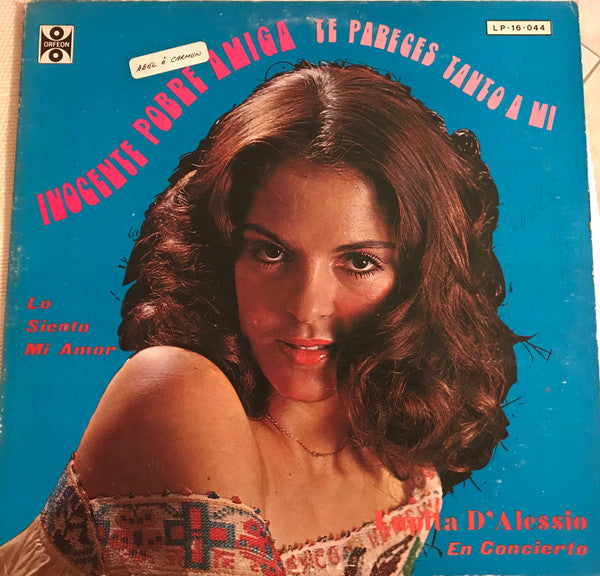 ORFEON
ABEL é CARMEN
LP-16-044
INOCENTE POBRE AMIGA
TE PARECES TANTO A MI
Lo
Siento
Mi Amor
Lupita D'Alessio
En Concierto